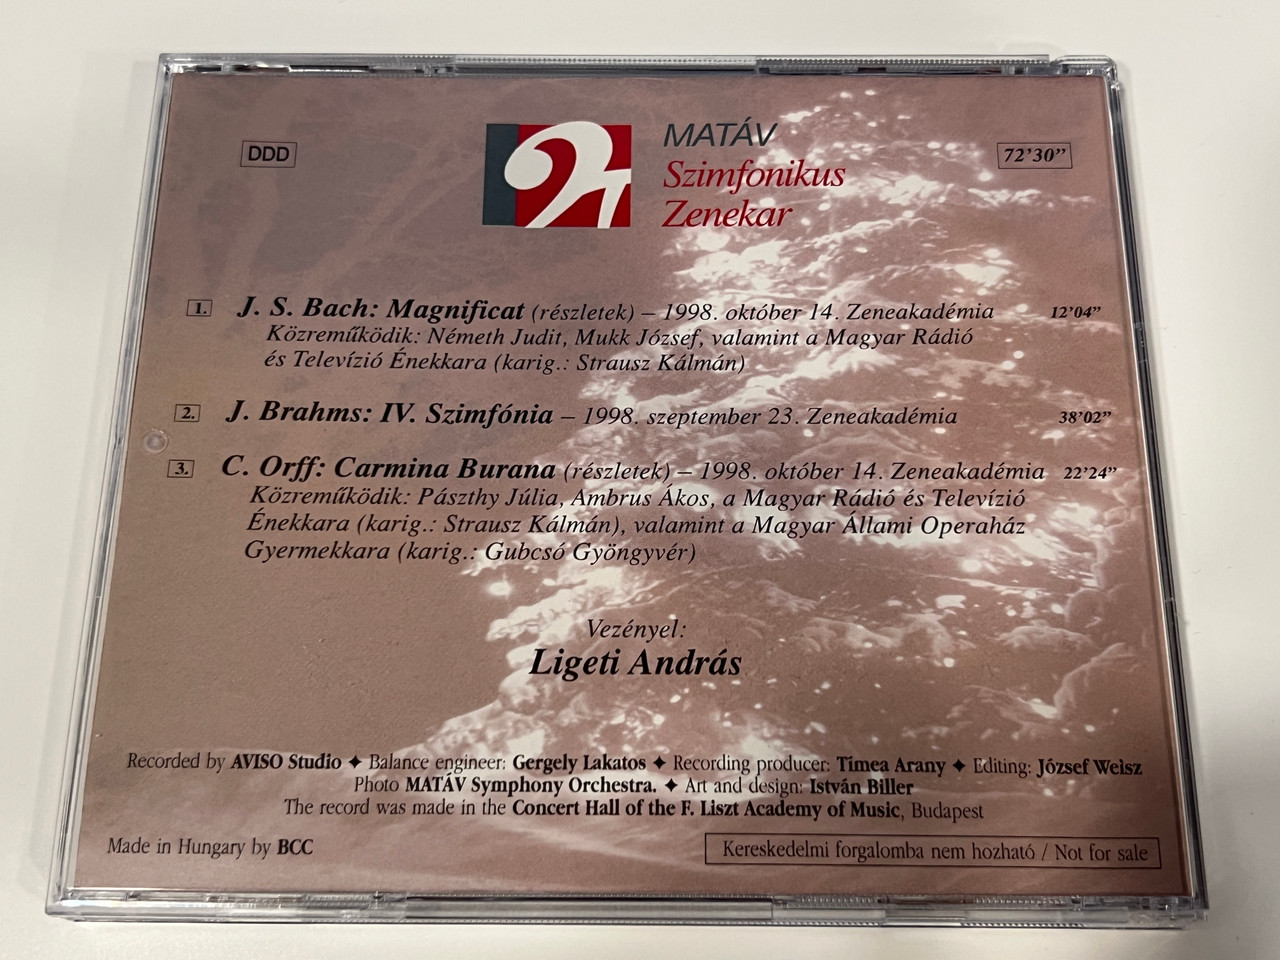 DDD
MATÁV
Szimfonikus
Zenekar
72'30"
1. J. S. Bach: Magnificat (részletek) – 1998. október 14. Zeneakadémia 12'04"
Közreműködik: Németh Judit, Mukk József, valamint a Magyar Rádió
és Televízió Énekkara (karig.: Strausz Kálmán)
2. J. Brahms: IV. Szimfónia – 1998. szeptember 23. Zeneakadémia 38'02"
3. C. Orff: Carmina Burana (részletek) – 1998. október 14. Zeneakadémia 22'24"
Közreműködik: Pászthy Júlia, Ambrus Ákos, a Magyar Rádió és Televízió
Énekkara (karig.: Strausz Kálmán), valamint a Magyar Állami Operaház
Gyermekkara (karig.: Gubcsó Gyöngyvér)
Vezényel:
Ligeti András
Recorded by AVISO Studio ✦ Balance engineer: Gergely Lakatos ✦ Recording producer: Timea Arany ✦ Editing: József Weisz
Photo MATÁV Symphony Orchestra. ✦ Art and design: István Biller
The record was made in the Concert Hall of the F. Liszt Academy of Music, Budapest
Made in Hungary by BCC
Kereskedelmi forgalomba nem hozható / Not for sale